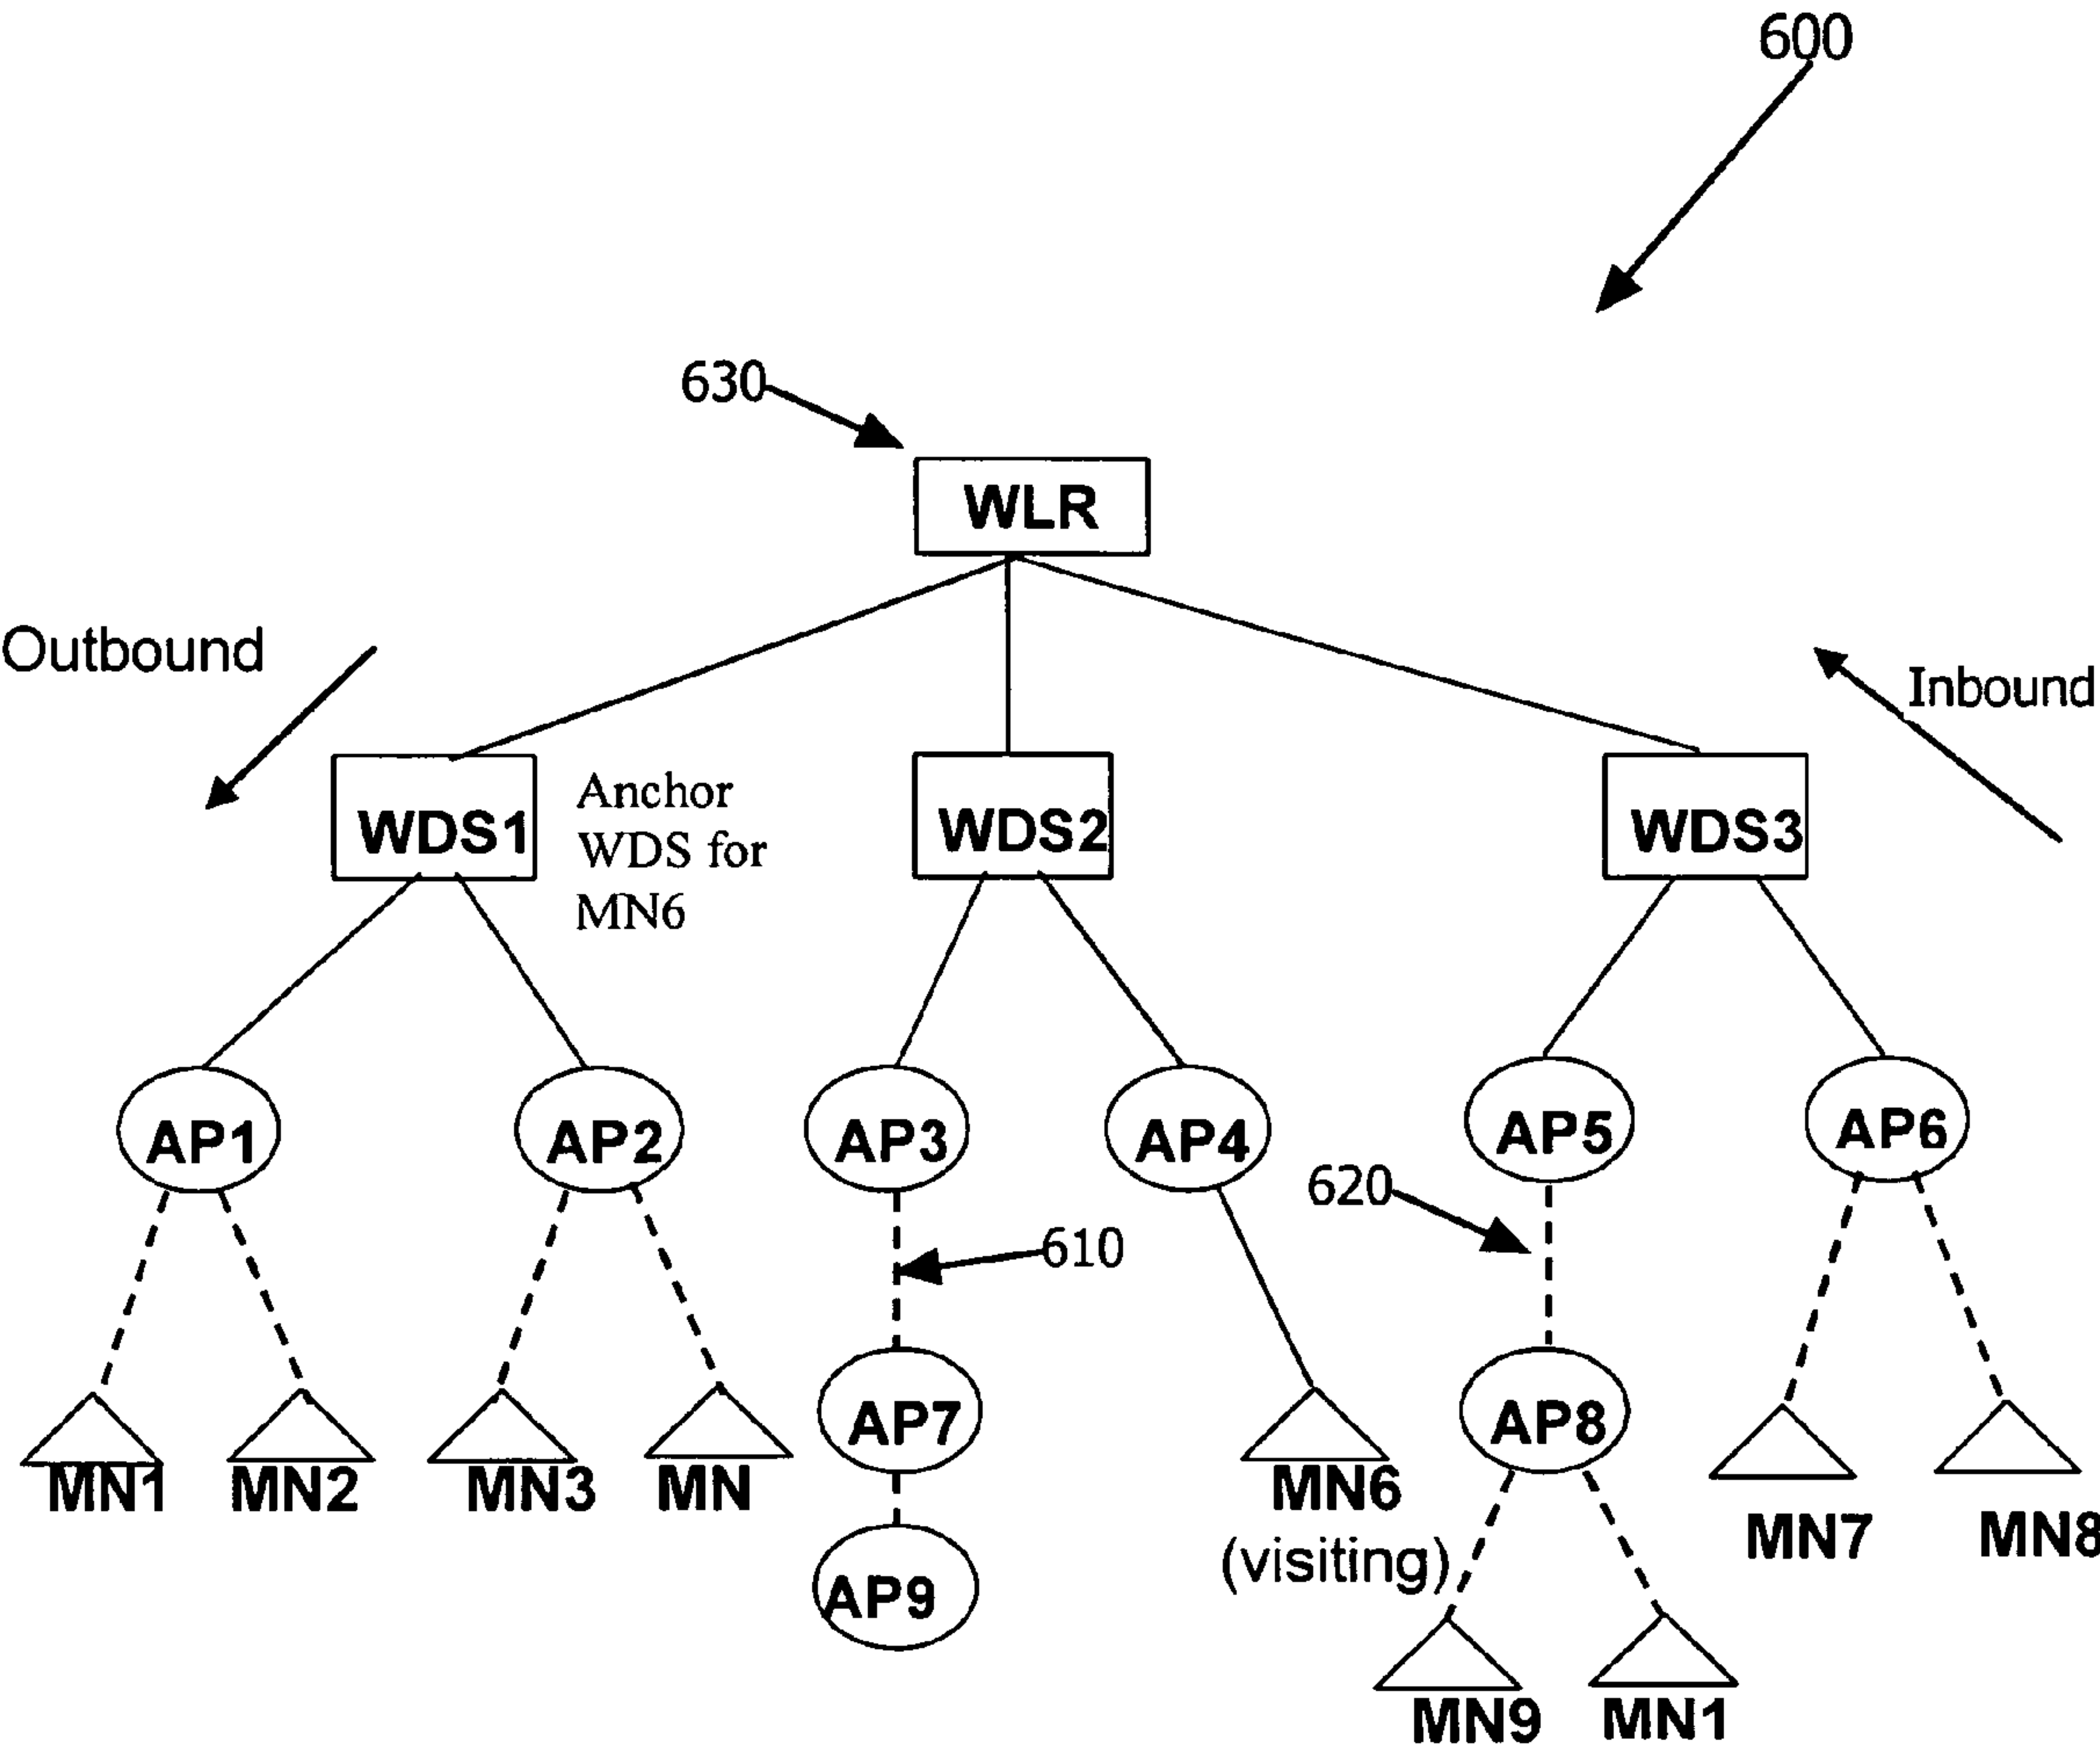 600
630
WLR
Outbound
Inbound
WDS1
Anchor
WDS for
MN6
WDS2
WDS3
AP1
AP2
AP3
AP4
AP5
AP6
620
610
AP7
AP8
MN1
MN2
MN3
MN
MN6
(visiting)
MN7
MN8
AP9
MN9
MN1